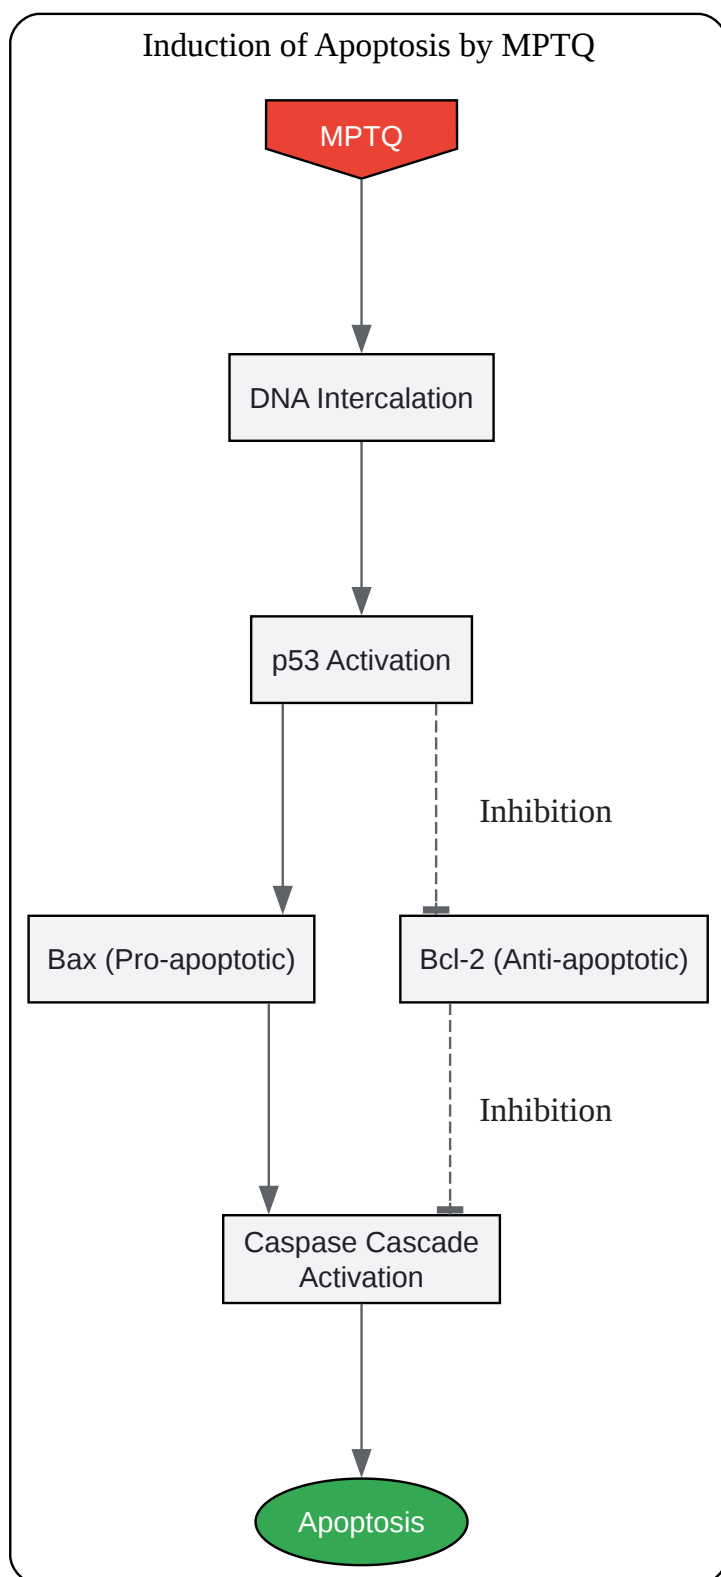 Induction of Apoptosis by MPTQ
MPTQ
DNA Intercalation
p53 Activation
Inhibition
Bax (Pro-apoptotic)
Bcl-2 (Anti-apoptotic)
Inhibition
Caspase Cascade
Activation
Apoptosis